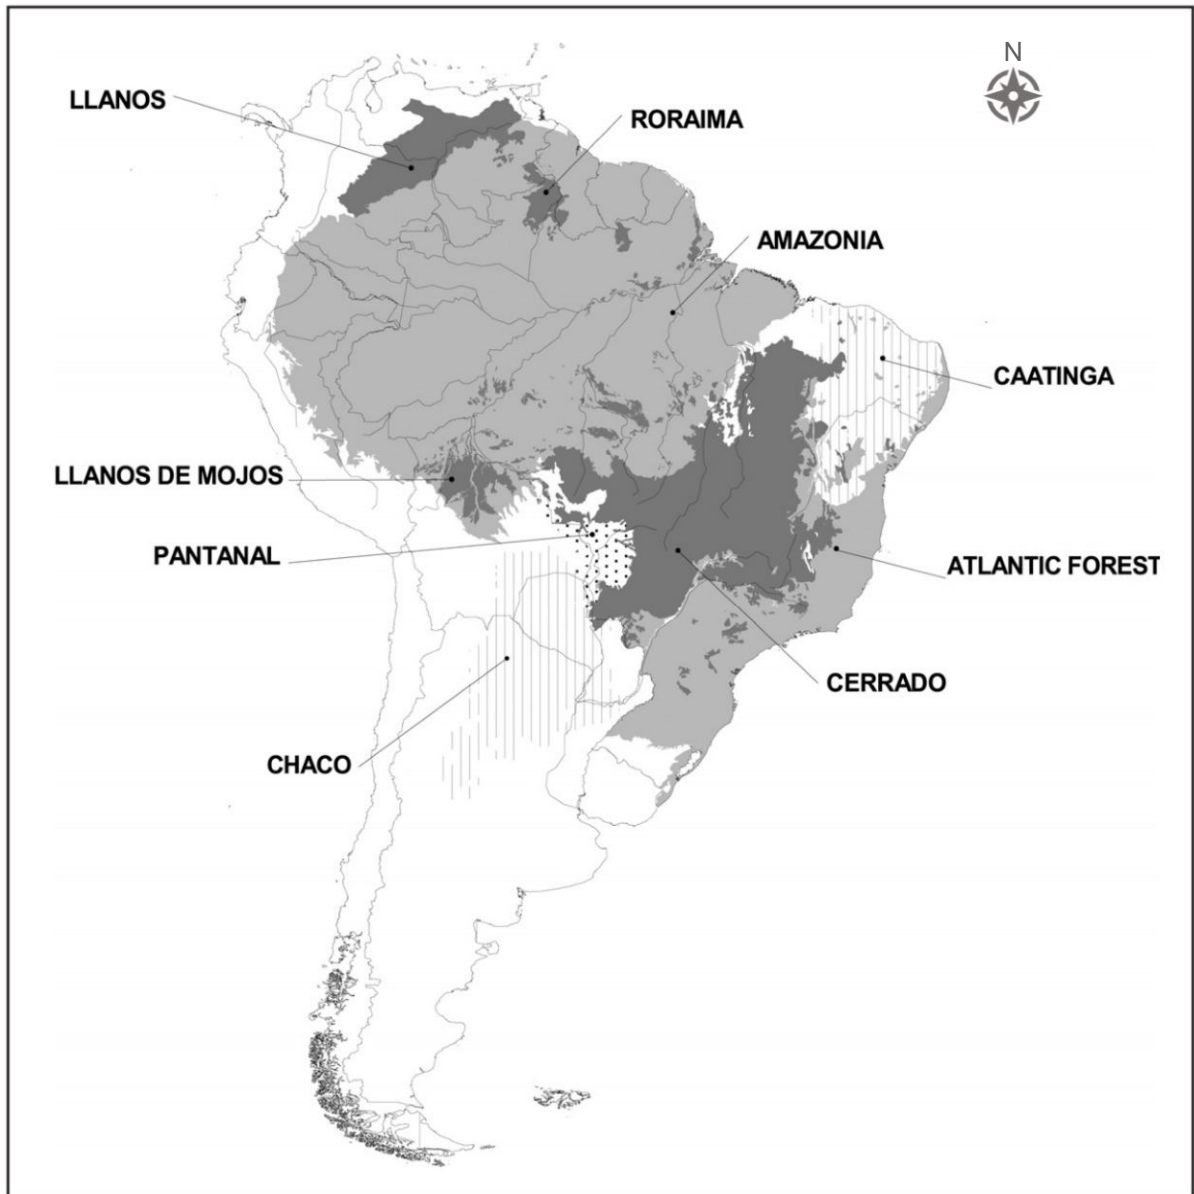 N
LLANOS
RORAIMA
AMAZONIA
CAATINGA
LLANOS DE MOJOS
PANTANAL
ATLANTIC FOREST
CERRADO
CHACO